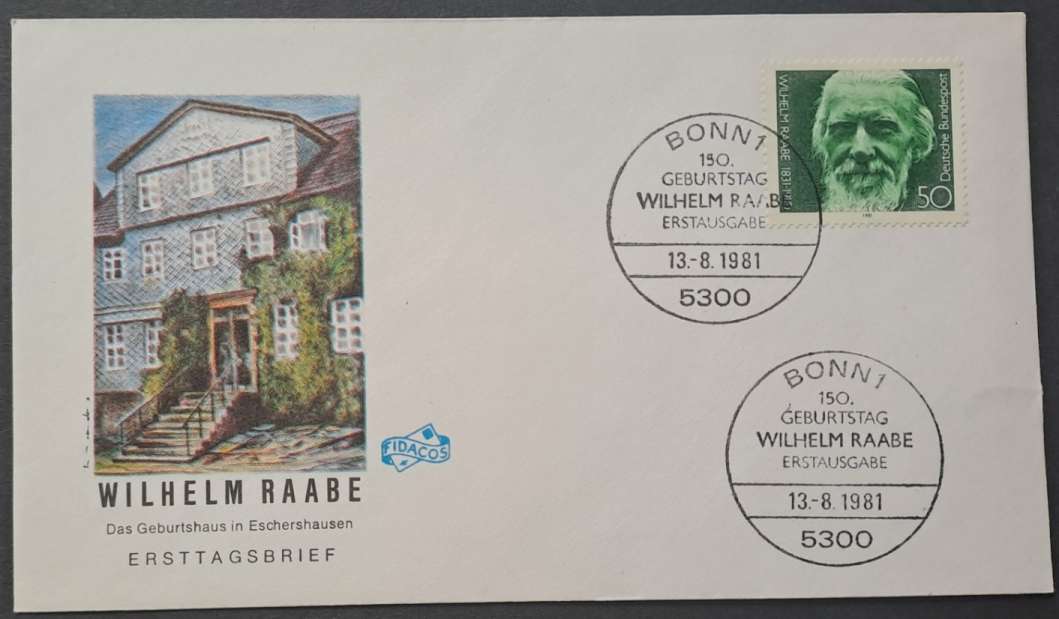 WILHELM RAABE 1831-1910
Deutsche Bundespost
50
1981
BONN 1
150.
GEBURTSTAG
WILHELM RAABE
ERSTAUSGABE
13.-8.1981
5300
BONN 1
150.
GEBURTSTAG
WILHELM RAABE
ERSTAUSGABE
13.-8.1981
5300
FIDACOS
WILHELM RAABE
Das Geburtshaus in Eschershausen
ERSTTAGSBRIEF